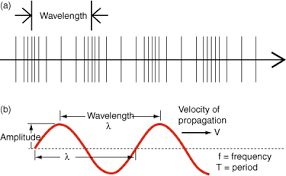 (a)
Wavelength
(b)
Wavelength
λ
Velocity of
propagation
V
Amplitude
λ
f = frequency
T = period